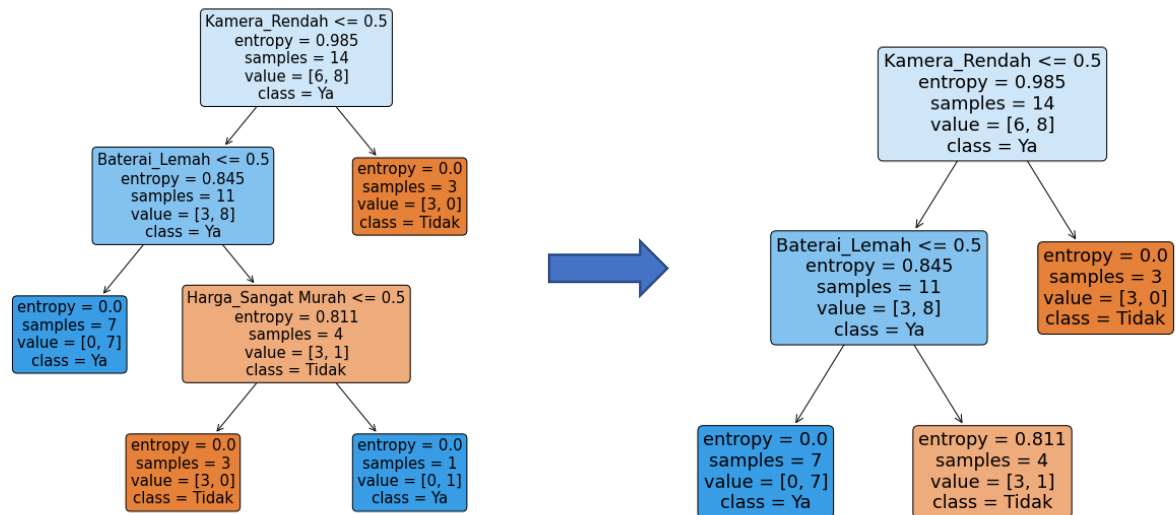 Kamera_Rendah <= 0.5
entropy = 0.985
samples = 14
value = [6, 8]
class = Ya
Baterai_Lemah <= 0.5
entropy = 0.845
samples = 11
value = [3, 8]
class = Ya
entropy = 0.0
samples = 3
value = [3, 0]
class = Tidak
entropy = 0.0
samples = 7
value = [0, 7]
class = Ya
Harga_Sangat Murah <= 0.5
entropy = 0.811
samples = 4
value = [3, 1]
class = Tidak
entropy = 0.0
samples = 3
value = [3, 0]
class = Tidak
entropy = 0.0
samples = 1
value = [0, 1]
class = Ya
Kamera_Rendah <= 0.5
entropy = 0.985
samples = 14
value = [6, 8]
class = Ya
Baterai_Lemah <= 0.5
entropy = 0.845
samples = 11
value = [3, 8]
class = Ya
entropy = 0.0
samples = 3
value = [3, 0]
class = Tidak
entropy = 0.0
samples = 7
value = [0, 7]
class = Ya
entropy = 0.811
samples = 4
value = [3, 1]
class = Tidak